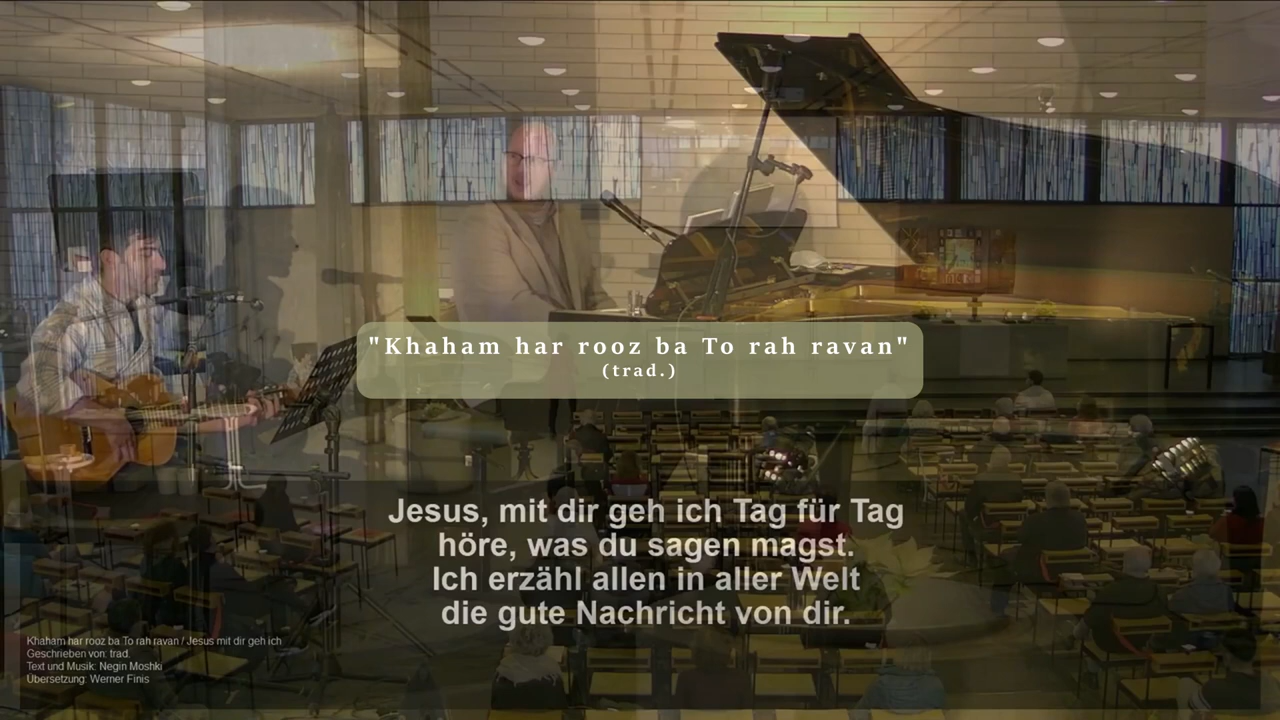 "Khaham har rooz ba To rah ravan"
(trad.)
Jesus, mit dir geh ich Tag für Tag
höre, was du sagen magst.
Ich erzähl allen in aller Welt
die gute Nachricht von dir.
Khaham har rooz ba To rah ravan / Jesus mit dir geh ich
Geschrieben von: trad.
Text und Musik: Negin Moshki
Übersetzung: Werner Finis